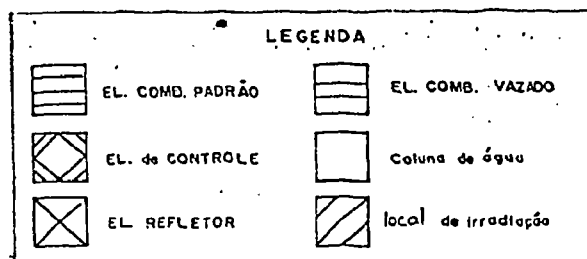 LEGENDA
EL. COMB. PADRÃO
EL. COMB. VAZADO
EL. de CONTROLE
Coluna de água
EL REFLETOR
local de irradiação